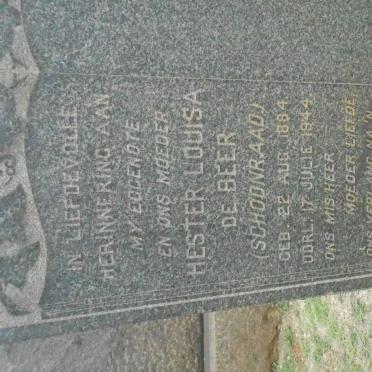 IN LIEFDEVOLLE
HERINNERING AAN
MY EGGENOTE
EN ONS MOEDER
HESTER LOUISA
DE BEER
(SCHOONRAAD)
GEB. 22 AUG. 1884
OORL. 17 JULIE 1944
ONS MIS HEER
MOEDER LIEFDE